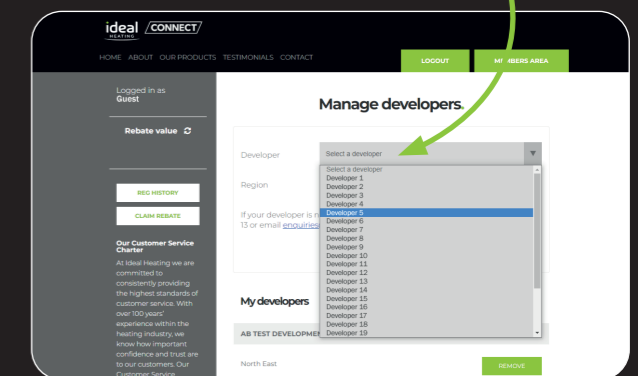 ideal HEATING CONNECT
HOME ABOUT OUR PRODUCTS TESTIMONIALS CONTACT
LOGOUT
MEMBERS AREA
Logged in as
Guest
Rebate value
REG HISTORY
CLAIM REBATE
Our Customer Service
Charter
At Ideal Heating we are
committed to
consistently providing
the highest standards of
customer service. With
over 100 years'
experience within the
heating industry, we
know how important
confidence and trust are
to our customers. Our
Customer Service
Manage developers.
Developer
Select a developer
Select a developer
Developer 1
Developer 2
Developer 3
Developer 4
Developer 5
Developer 6
Developer 7
Developer 8
Developer 9
Developer 10
Developer 11
Developer 12
Developer 13
Developer 14
Developer 15
Developer 16
Developer 17
Developer 18
Developer 19
Region
If your developer is
13 or email enquiries
My developers
AB TEST
North East
REMOVE